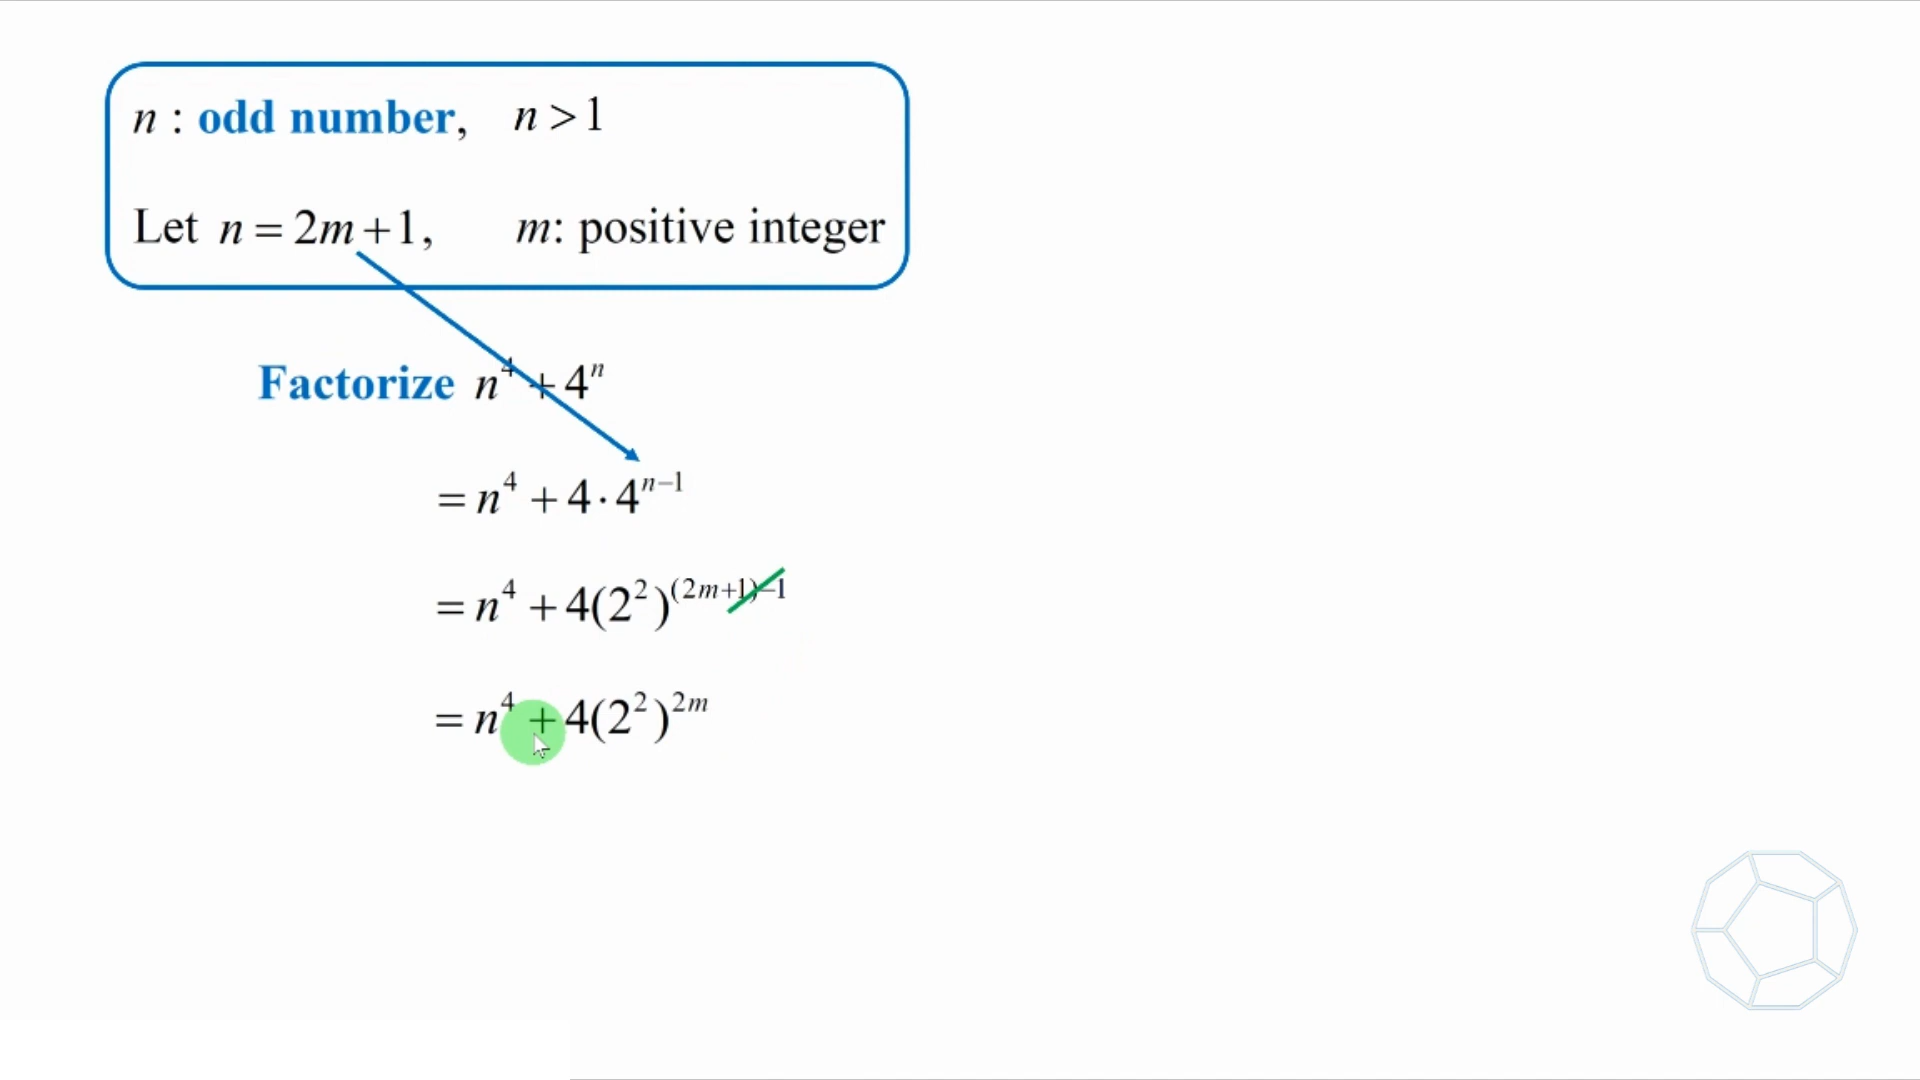 n : odd number, n > 1
Let n = 2m + 1, m: positive integer
Factorize n⁴ + 4ⁿ
= n⁴ + 4 · 4ⁿ⁻¹
= n⁴ + 4(2²)^(2m+1)−1
= n⁴ + 4(2²)^2m